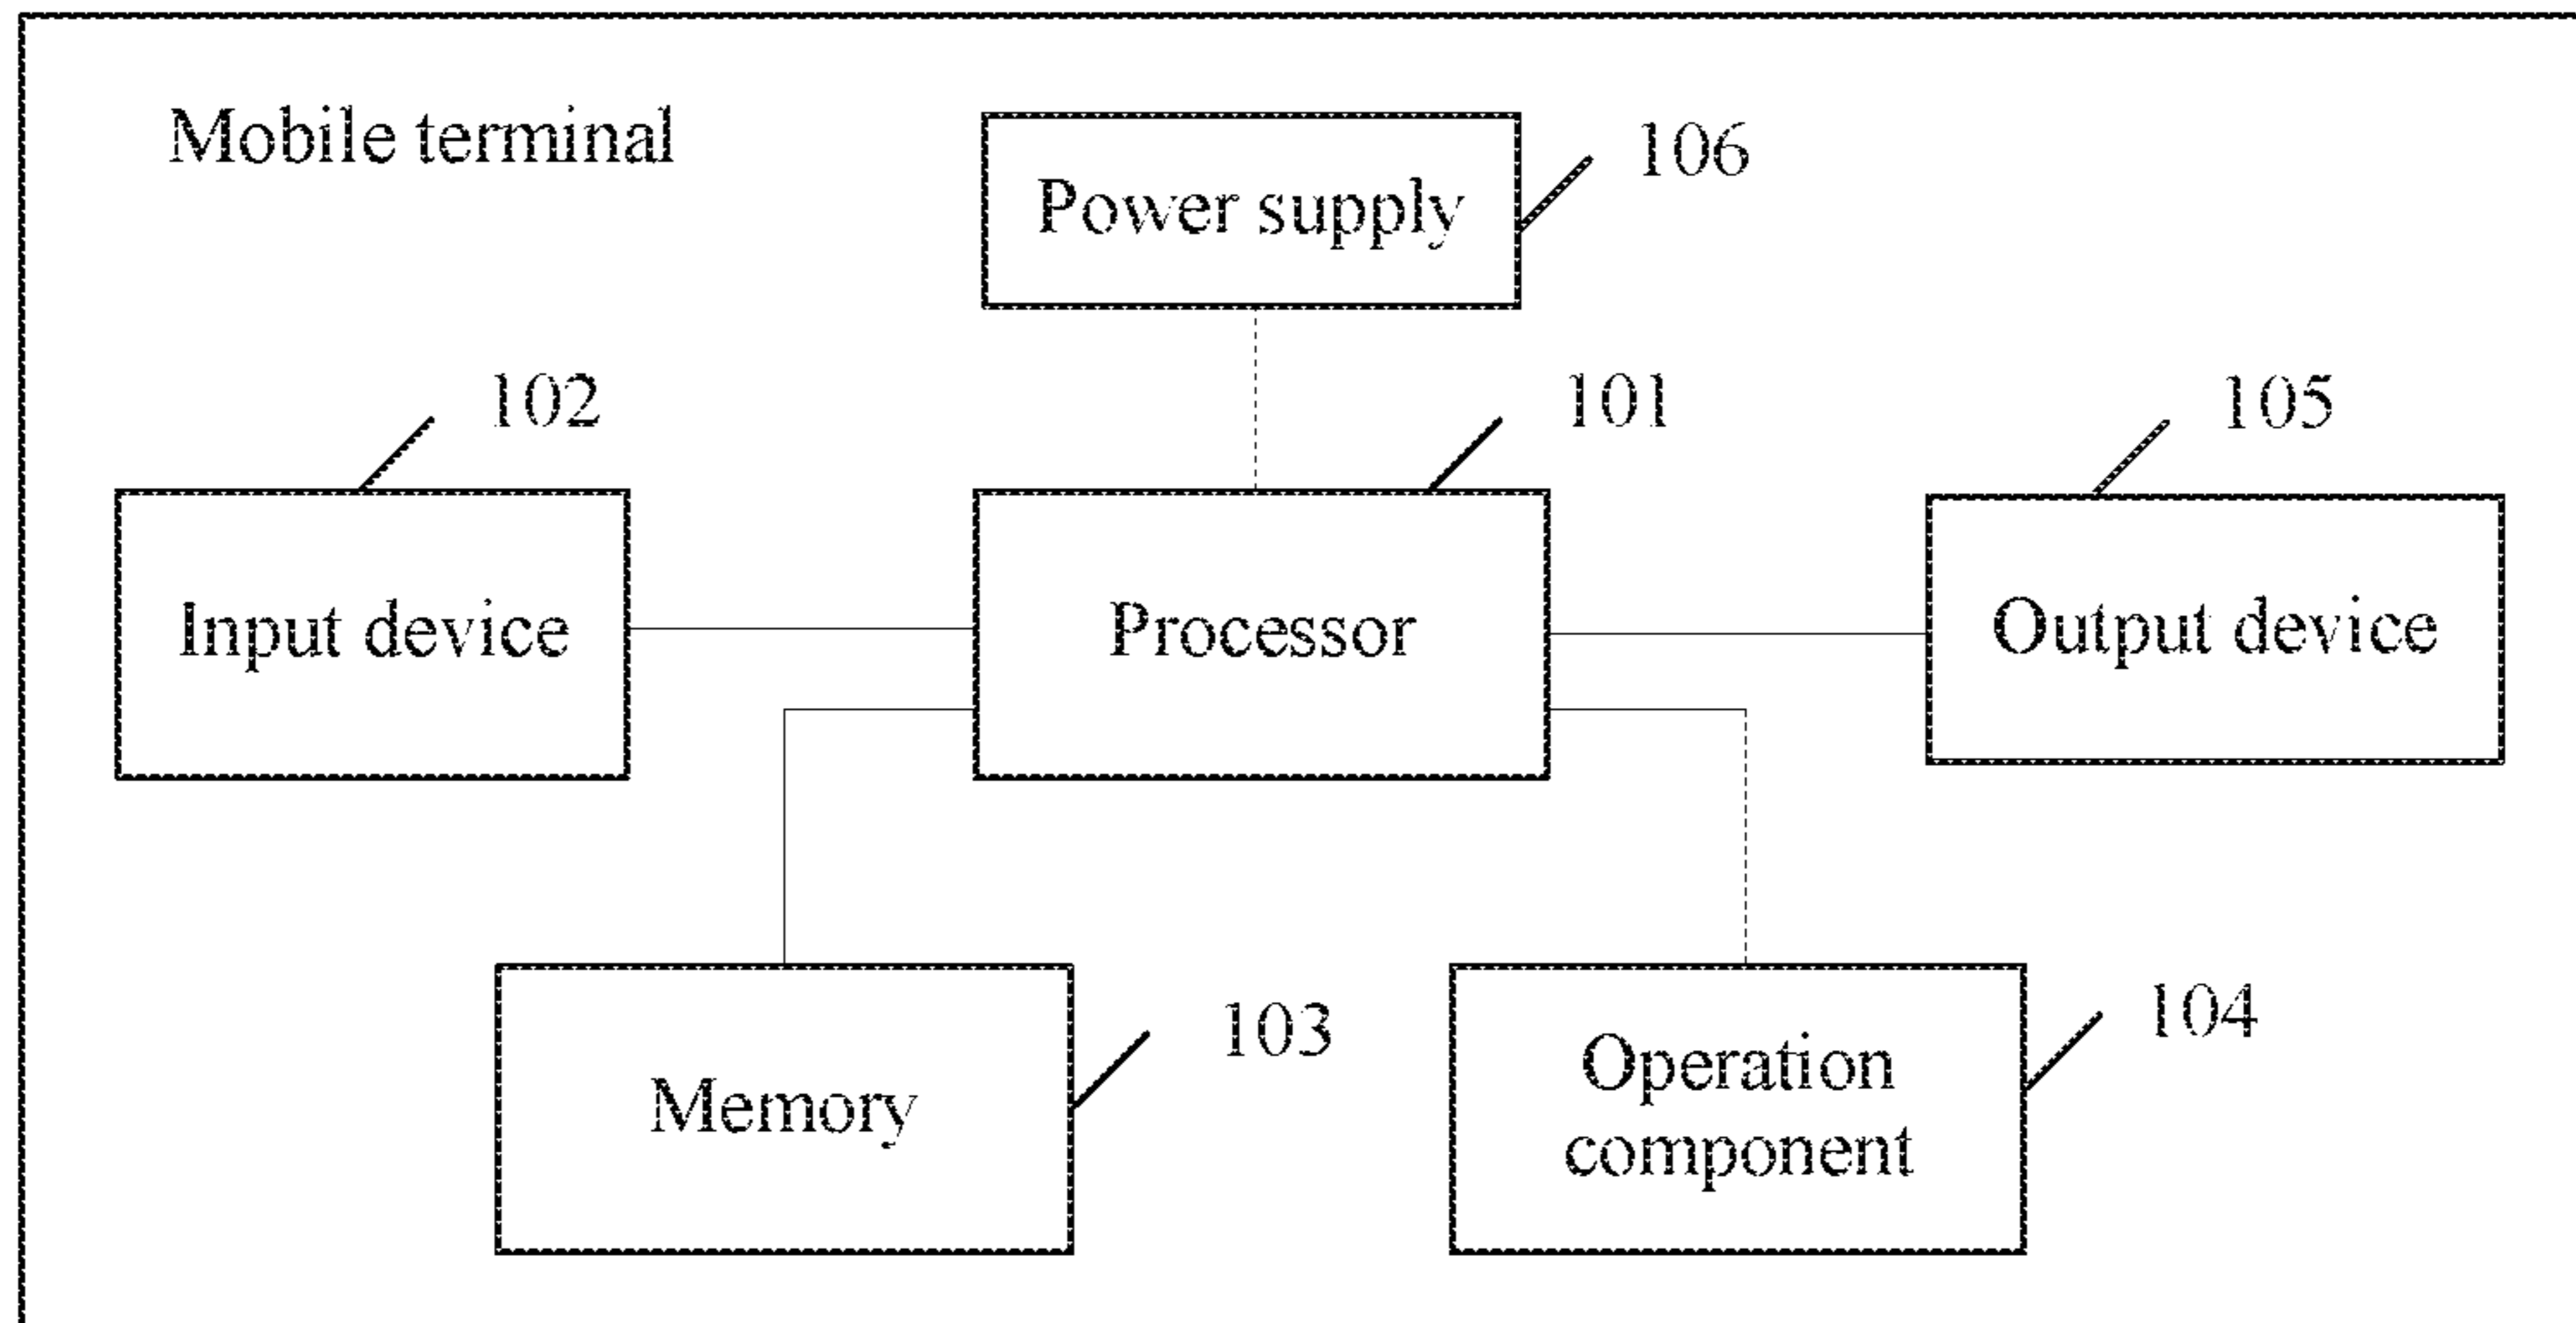 Mobile terminal
106
Power supply
102
101
105
Input device
Processor
Output device
103
104
Memory
Operation
component